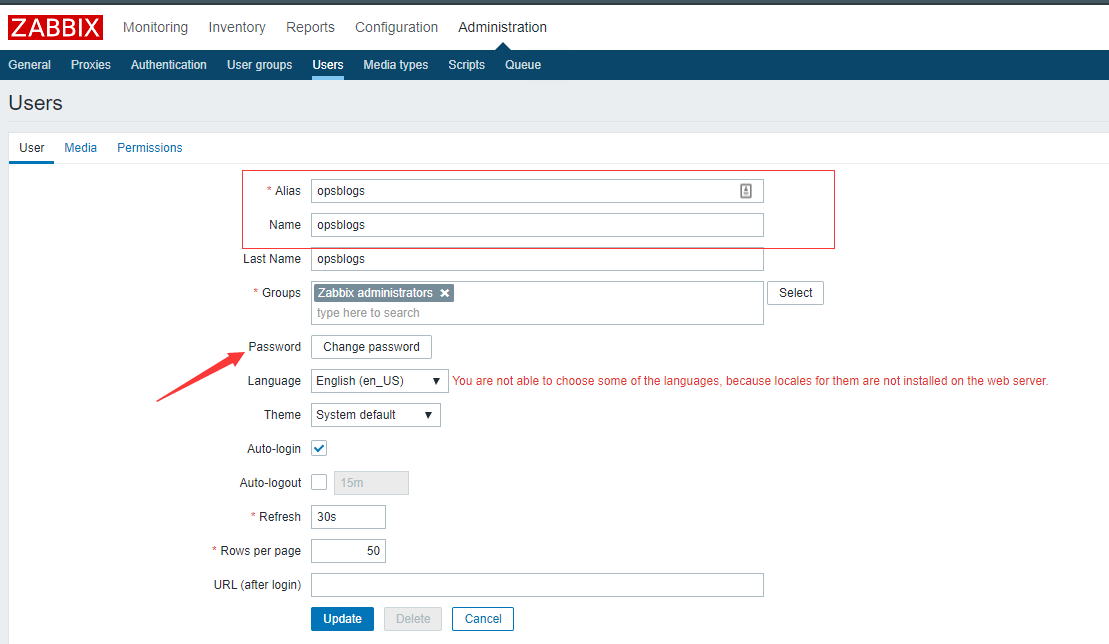 ZABBIX Monitoring Inventory Reports Configuration Administration
General Proxies Authentication User groups Users Media types Scripts Queue
Users
User Media Permissions
* Alias opsblogs
Name opsblogs
Last Name opsblogs
* Groups Zabbix administrators Select
type here to search
Password Change password
Language English (en_US) You are not able to choose some of the languages, because locales for them are not installed on the web server.
Theme System default
Auto-login
Auto-logout 15m
* Refresh 30s
* Rows per page 50
URL (after login)
Update Delete Cancel